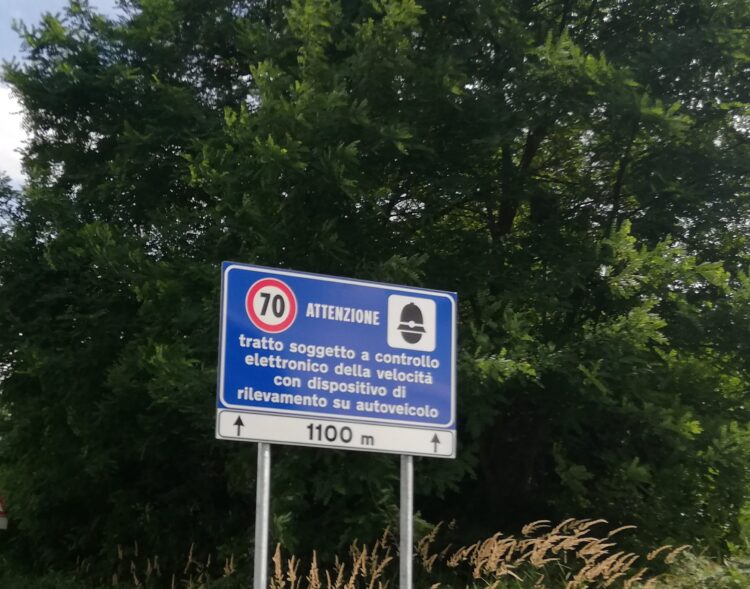 70 ATTENZIONE
tratto soggetto a controllo
elettronico della velocità
con dispositivo di
rilevamento su autoveicolo
1100 m